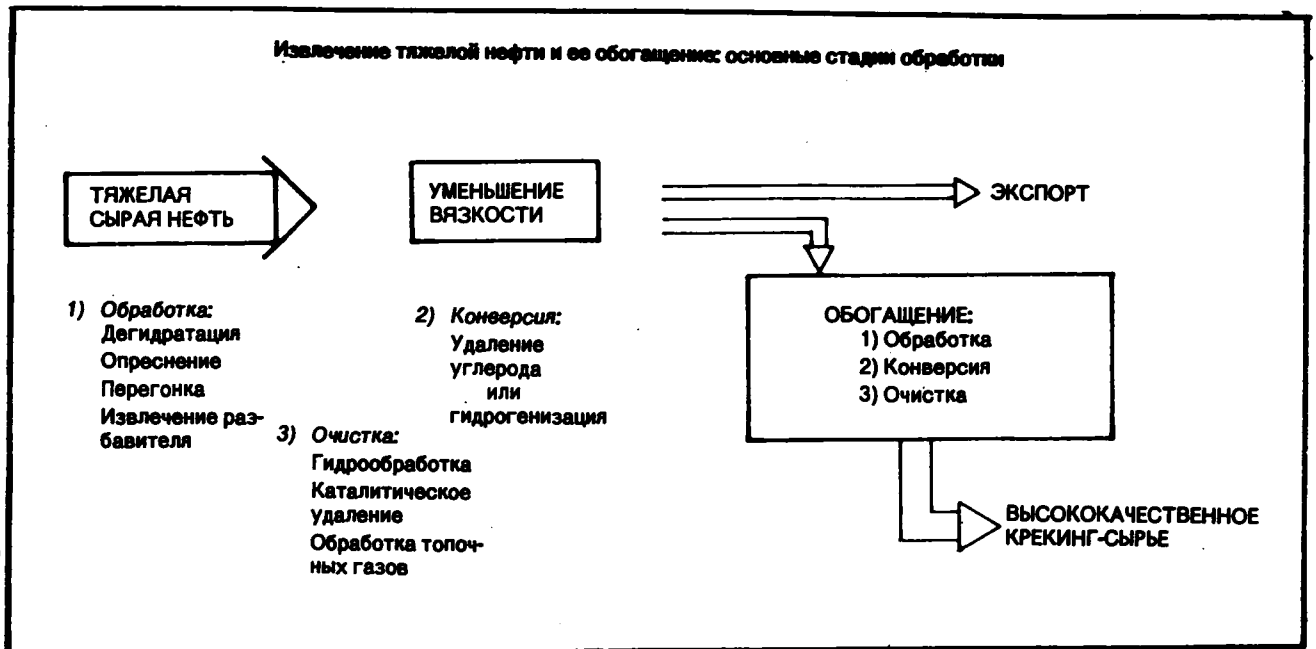 Извлечение тяжелой нефти и ее обогащение: основные стадии обработки
ТЯЖЕЛАЯ
СЫРАЯ НЕФТЬ
УМЕНЬШЕНИЕ
ВЯЗКОСТИ
ЭКСПОРТ
1) Обработка:
Дегидратация
Опреснение
Перегонка
Извлечение раз-
бавителя
2) Конверсия:
Удаление
углерода
или
гидрогенизация
3) Очистка:
Гидрообработка
Каталитическое
удаление
Обработка топоч-
ных газов
ОБОГАЩЕНИЕ:
1) Обработка
2) Конверсия
3) Очистка
ВЫСОКОКАЧЕСТВЕННОЕ
КРЕКИНГ-СЫРЬЕ